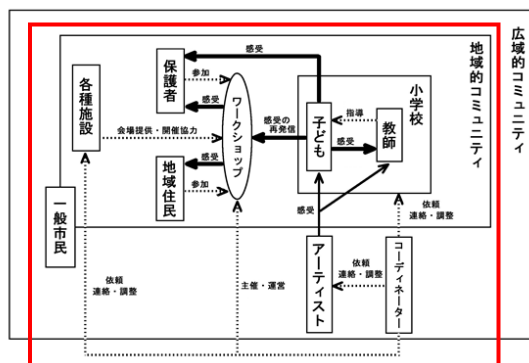 広域的コミュニティ
地域的コミュニティ
感受
保護者
参加
各種施設
感受
ワークショップ
小学校
感受の
再発信
子ども
指導
教師
会場提供・開催協力
感受
感受
地域住民
参加
一般市民
感受
依頼
連絡・調整
依頼
連絡・調整
主催・運営
アーティスト
依頼
連絡・調整
コーディネーター